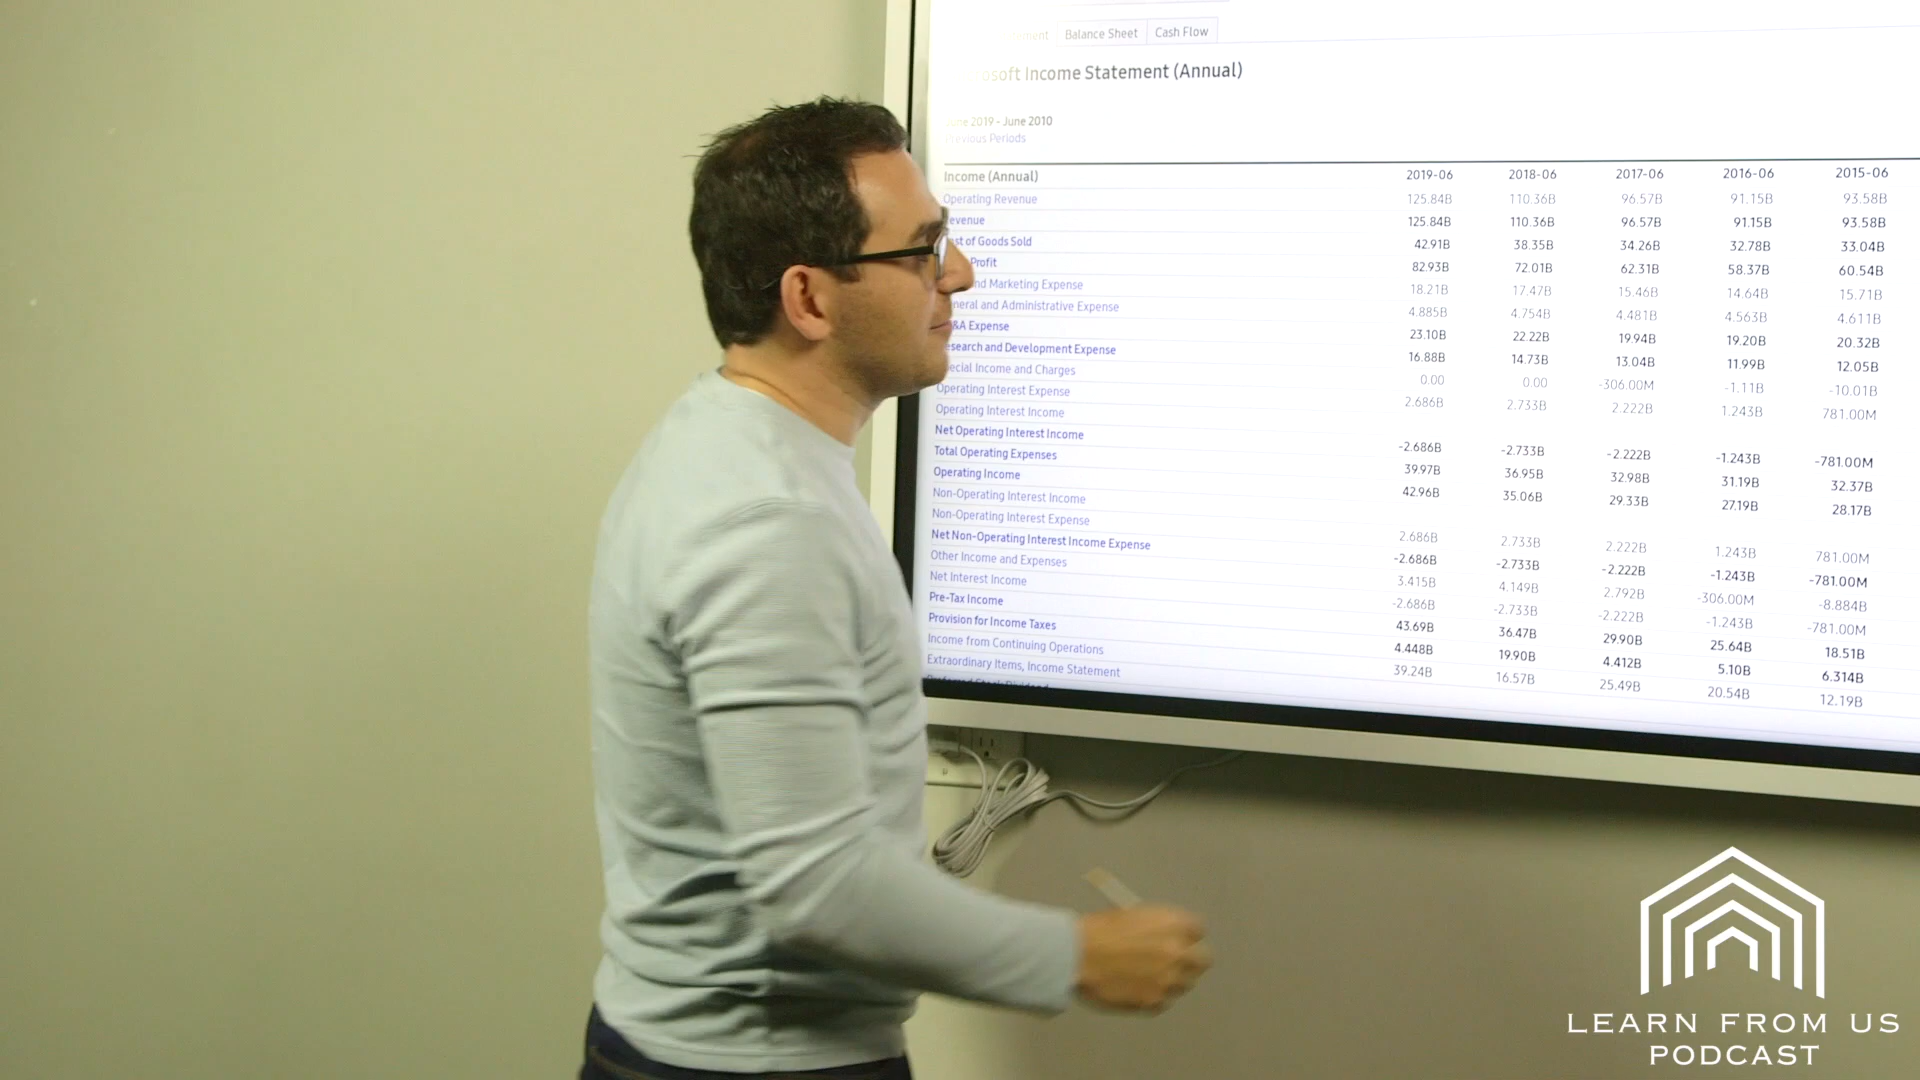 Balance Sheet Cash Flow
osoft Income Statement (Annual)
June 2019 - June 2010
Previous Periods
Income (Annual) 2019-06 2018-06 2017-06 2016-06 2015-06
Operating Revenue 125.84B 110.36B 96.57B 91.15B 93.58B
evenue 125.84B 110.36B 96.57B 91.15B 93.58B
st of Goods Sold 42.91B 38.35B 34.26B 32.78B 33.04B
Profit 82.93B 72.01B 62.31B 58.37B 60.54B
nd Marketing Expense 18.21B 17.47B 15.46B 14.64B 15.71B
neral and Administrative Expense 4.885B 4.754B 4.481B 4.563B 4.611B
&A Expense 23.10B 22.22B 19.94B 19.20B 20.32B
search and Development Expense 16.88B 14.73B 13.04B 11.99B 12.05B
ecial Income and Charges 0.00 0.00 -306.00M -1.11B -10.01B
Operating Interest Expense 2.686B 2.733B 2.222B 1.243B 781.00M
Operating Interest Income
Net Operating Interest Income -2.686B -2.733B -2.222B -1.243B -781.00M
Total Operating Expenses 39.97B 36.95B 32.98B 31.19B 32.37B
Operating Income 42.96B 35.06B 29.33B 27.19B 28.17B
Non-Operating Interest Income
Non-Operating Interest Expense 2.686B 2.733B 2.222B 1.243B 781.00M
Net Non-Operating Interest Income Expense -2.686B -2.733B -2.222B -1.243B -781.00M
Other Income and Expenses 3.415B 4.149B 2.792B -306.00M -8.884B
Net Interest Income -2.686B -2.733B -2.222B -1.243B -781.00M
Pre-Tax Income 43.69B 36.47B 29.90B 25.64B 18.51B
Provision for Income Taxes 4.448B 19.90B 4.412B 5.10B 6.314B
Income from Continuing Operations 39.24B 16.57B 25.49B 20.54B 12.19B
Extraordinary Items, Income Statement
LEARN FROM US
PODCAST